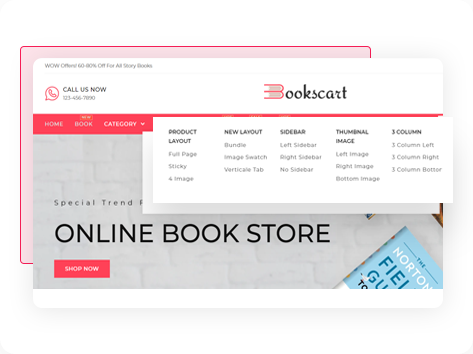 WOW Offers! 60-80% Off For All Story Books
CALL US NOW
123-456-7890
Bookscart
HOME
BOOK
CATEGORY
PRODUCT LAYOUT
Full Page
Sticky
4 Image
NEW LAYOUT
Bundle
Image Swatch
Verticale Tab
SIDEBAR
Left Sidebar
Right Sidebar
No Sidebar
THUMBNAL IMAGE
Left Image
Right Image
Bottom Image
3 COLUMN
3 Column Left
3 Column Right
3 Column Bottom
Special Trend
ONLINE BOOK STORE
SHOP NOW
THE
NORTON
FIEL
GU
TO